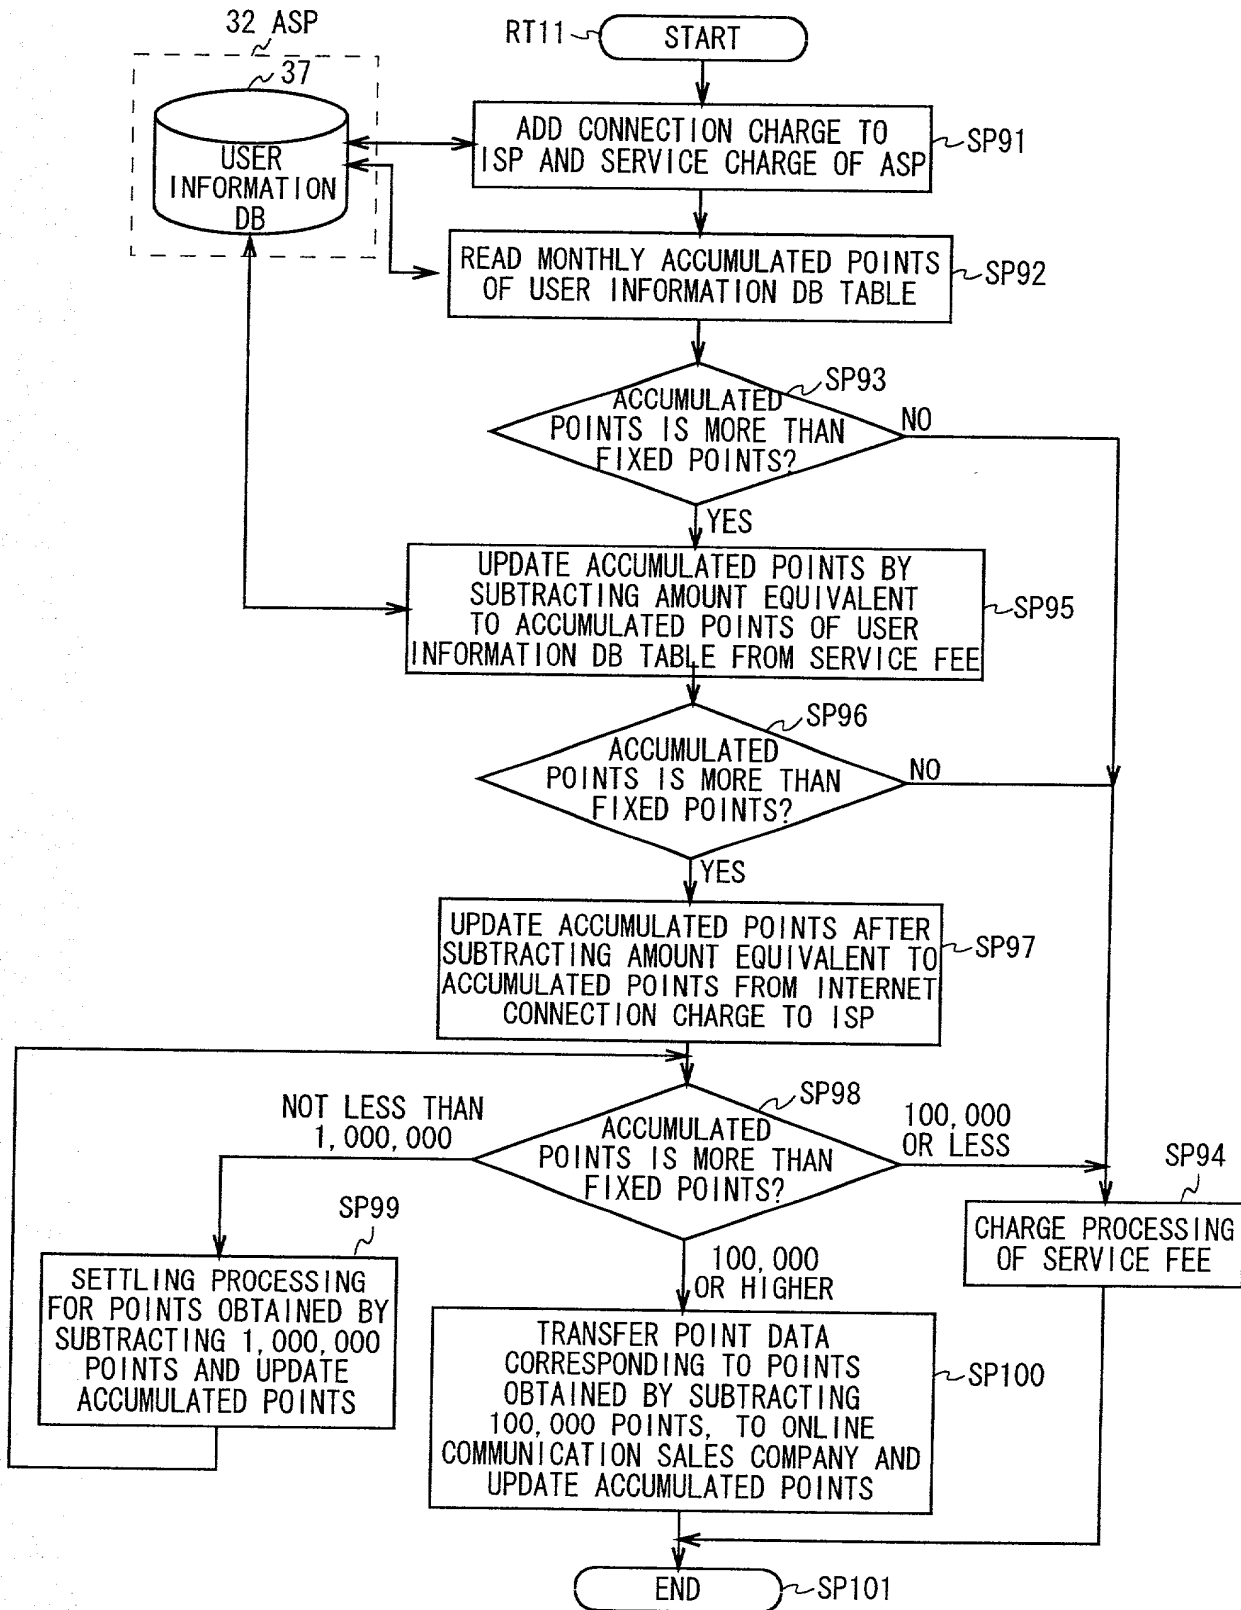 32 ASP
37
USER
INFORMATION
DB
RT11
START
ADD CONNECTION CHARGE TO
ISP AND SERVICE CHARGE OF ASP
SP91
READ MONTHLY ACCUMULATED POINTS
OF USER INFORMATION DB TABLE
SP92
SP93
ACCUMULATED
POINTS IS MORE THAN
FIXED POINTS?
NO
YES
UPDATE ACCUMULATED POINTS BY
SUBTRACTING AMOUNT EQUIVALENT
TO ACCUMULATED POINTS OF USER
INFORMATION DB TABLE FROM SERVICE FEE
SP95
SP96
ACCUMULATED
POINTS IS MORE THAN
FIXED POINTS?
NO
YES
UPDATE ACCUMULATED POINTS AFTER
SUBTRACTING AMOUNT EQUIVALENT TO
ACCUMULATED POINTS FROM INTERNET
CONNECTION CHARGE TO ISP
SP97
SP98
ACCUMULATED
POINTS IS MORE THAN
FIXED POINTS?
NOT LESS THAN
1,000,000
100,000
OR LESS
SP94
CHARGE PROCESSING
OF SERVICE FEE
SP99
SETTLING PROCESSING
FOR POINTS OBTAINED BY
SUBTRACTING 1,000,000
POINTS AND UPDATE
ACCUMULATED POINTS
100,000
OR HIGHER
TRANSFER POINT DATA
CORRESPONDING TO POINTS
OBTAINED BY SUBTRACTING
100,000 POINTS, TO ONLINE
COMMUNICATION SALES COMPANY AND
UPDATE ACCUMULATED POINTS
SP100
END
SP101